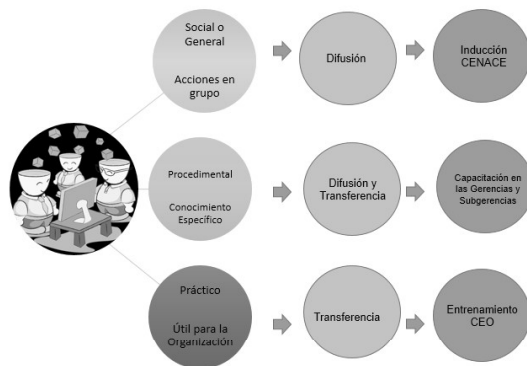 Social o
General
Acciones en
grupo
Difusión
Inducción
CENACE
Procedimental
Conocimiento
Específico
Difusión y
Transferencia
Capacitación en
las Gerencias y
Subgerencias
Práctico
Útil para la
Organización
Transferencia
Entrenamiento
CEO